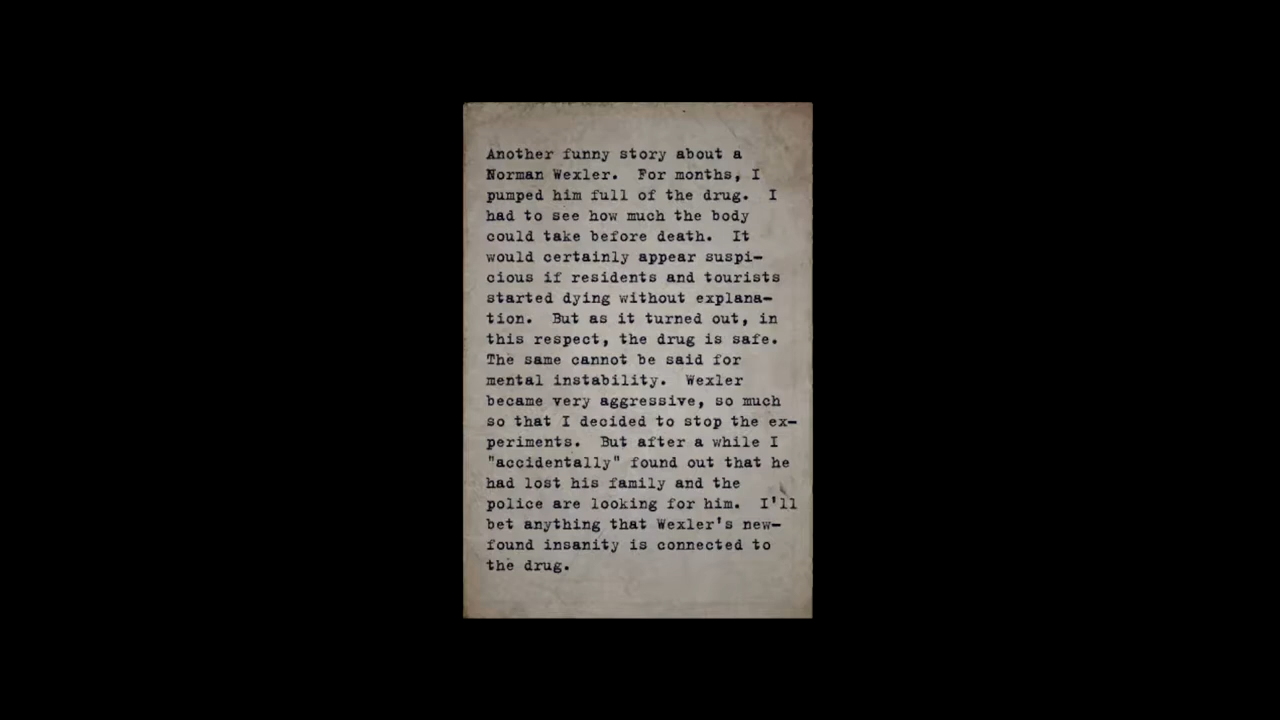 Another funny story about a
Norman Wexler.  For months, I
pumped him full of the drug.  I
had to see how much the body
could take before death.  It
would certainly appear suspi-
cious if residents and tourists
started dying without explana-
tion.  But as it turned out, in
this respect, the drug is safe.
The same cannot be said for
mental instability.  Wexler
became very aggressive, so much
so that I decided to stop the ex-
periments.  But after a while I
"accidentally" found out that he
had lost his family and the
police are looking for him.  I'll
bet anything that Wexler's new-
found insanity is connected to
the drug.